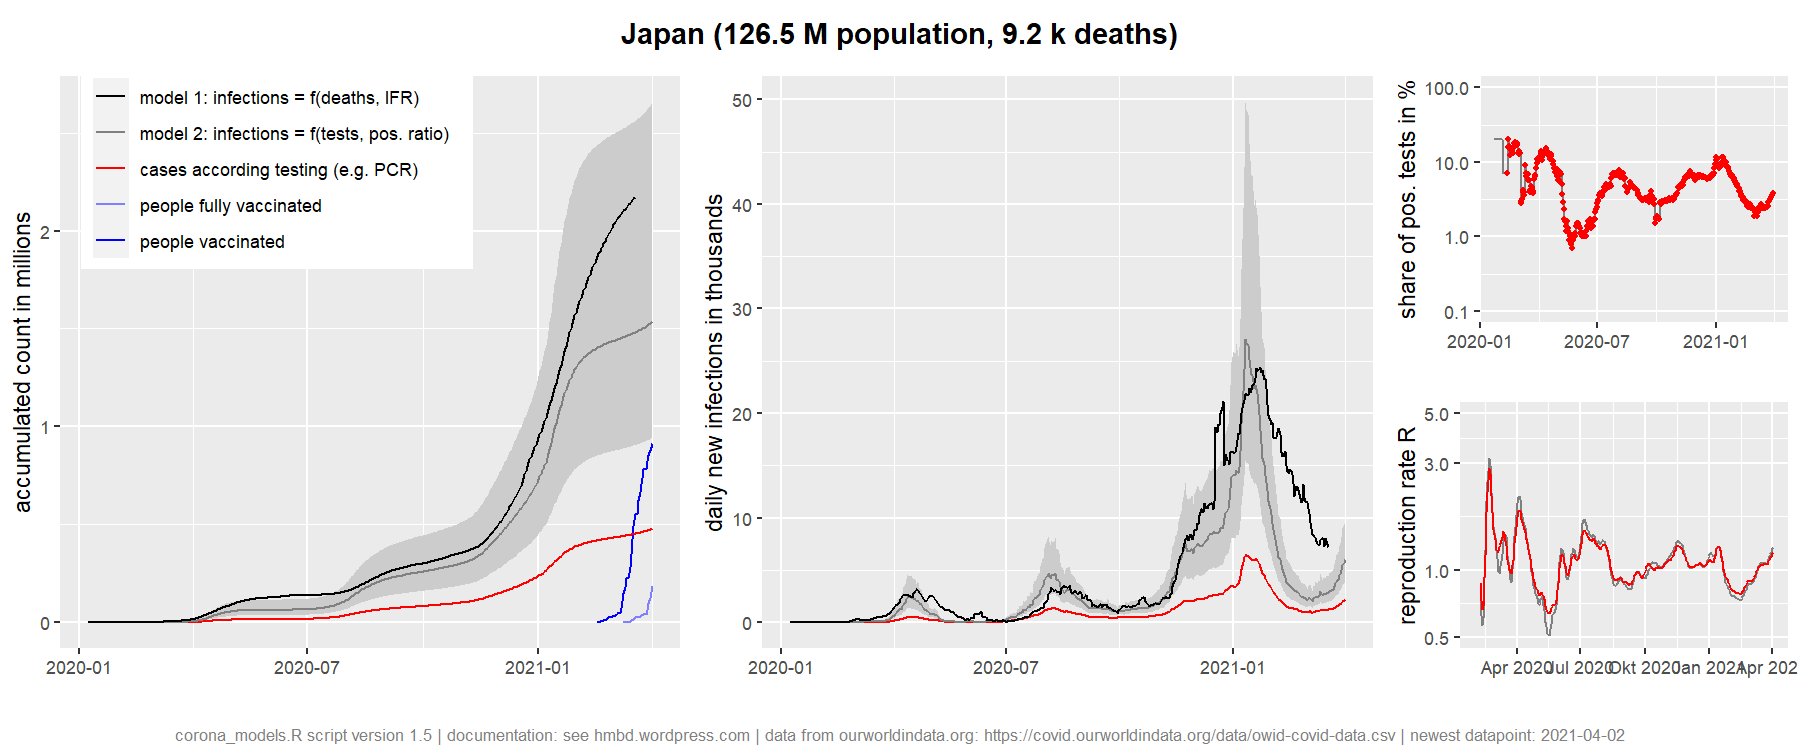 Japan (126.5 M population, 9.2 k deaths)
model 1: infections = f(deaths, IFR)
model 2: infections = f(tests, pos. ratio)
cases according testing (e.g. PCR)
people fully vaccinated
people vaccinated
accumulated count in millions
2
1
0
2020-01
2020-07
2021-01
daily new infections in thousands
50
40
30
20
10
0
2020-01
2020-07
2021-01
share of pos. tests in %
100.0
10.0
1.0
0.1
2020-01
2020-07
2021-01
reproduction rate R
5.0
3.0
1.0
0.5
Apr 2020
Jul 2020
Okt 2020
Jan 2021
Apr 202
corona_models.R script version 1.5 | documentation: see hmbd.wordpress.com | data from ourworldindata.org: https://covid.ourworldindata.org/data/owid-covid-data.csv | newest datapoint: 2021-04-02